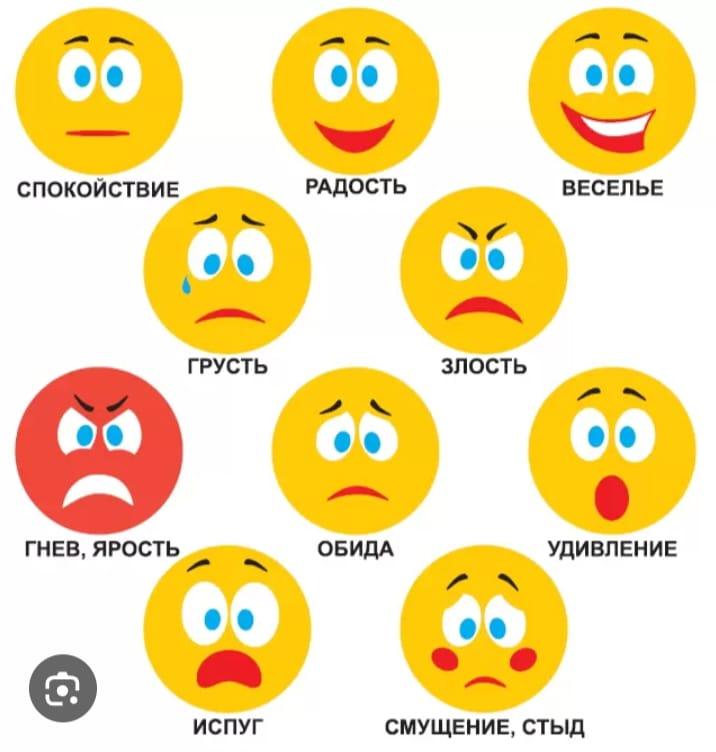 СПОКОЙСТВИЕ
РАДОСТЬ
ВЕСЕЛЬЕ
ГРУСТЬ
ЗЛОСТЬ
ГНЕВ, ЯРОСТЬ
ОБИДА
УДИВЛЕНИЕ
ИСПУГ
СМУЩЕНИЕ, СТЫД